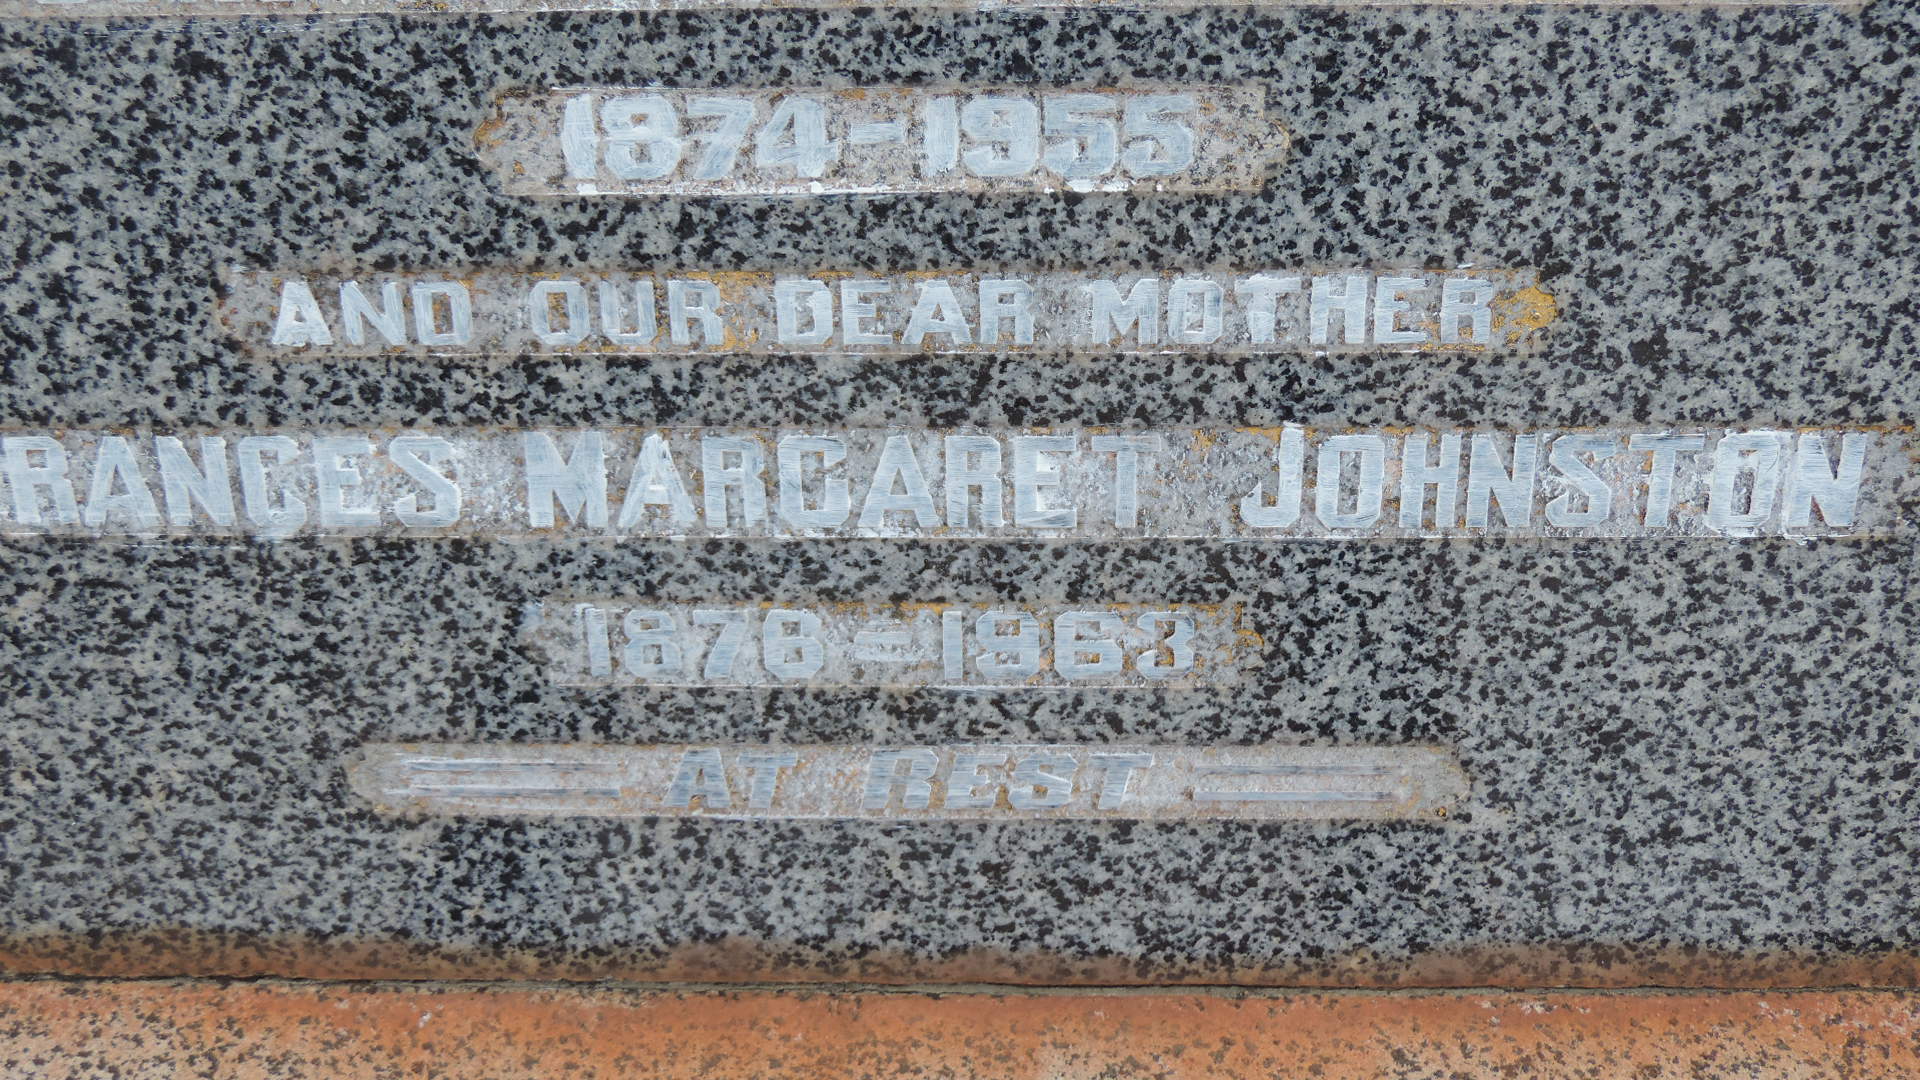 1874-1955
AND OUR DEAR MOTHER
RANCES MARGARET JOHNSTON
1876-1963
AT REST